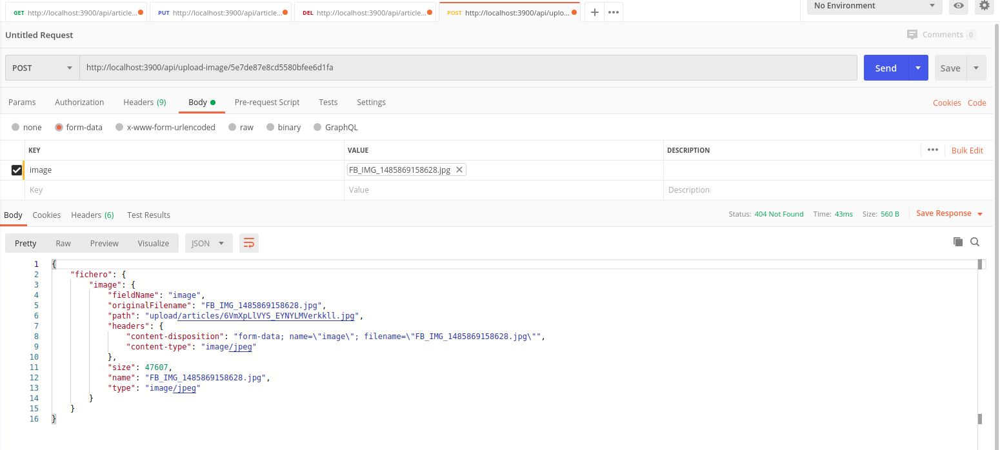 GET http://localhost:3900/api/article... PUT http://localhost:3900/api/article... DEL http://localhost:3900/api/article... POST http://localhost:3900/api/uplo... No Environment
Untitled Request Comments 0
POST http://localhost:3900/api/upload-image/5e7de87e8cd5580bfee6d1fa Send Save
Params Authorization Headers (9) Body Pre-request Script Tests Settings Cookies Code
none form-data x-www-form-urlencoded raw binary GraphQL
KEY VALUE DESCRIPTION Bulk Edit
image FB_IMG_1485869158628.jpg
Key Value Description
Body Cookies Headers (6) Test Results Status: 404 Not Found Time: 43ms Size: 560 B Save Response
Pretty Raw Preview Visualize JSON
1 {
2 "fichero": {
3 "image": {
4 "fieldName": "image",
5 "originalFilename": "FB_IMG_1485869158628.jpg",
6 "path": "upload/articles/6VmXpLlVYS_EYNYLMVerkkll.jpg",
7 "headers": {
8 "content-disposition": "form-data; name=\"image\"; filename=\"FB_IMG_1485869158628.jpg\"",
9 "content-type": "image/jpeg"
10 },
11 "size": 47607,
12 "name": "FB_IMG_1485869158628.jpg",
13 "type": "image/jpeg"
14 }
15 }
16 }